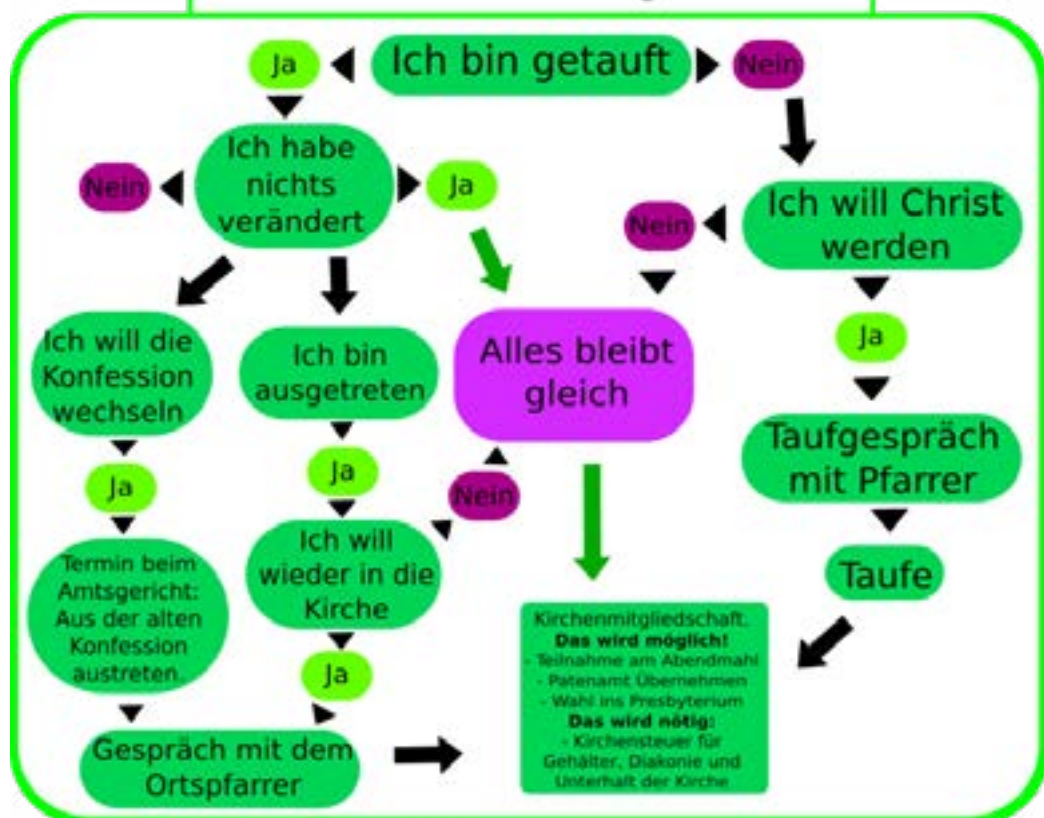 Ja
Ich bin getauft
Nein
Ich habe
nichts
verändert
Nein
Ja
Nein
Ich will Christ
werden
Ja
Ich will die
Konfession
wechseln
Ich bin
ausgetreten
Alles bleibt
gleich
Taufgespräch
mit Pfarrer
Ja
Ja
Nein
Termin beim
Amtsgericht:
Aus der alten
Konfession
austreten.
Ich will
wieder in die
Kirche
Taufe
Ja
Kirchenmitgliedschaft.
Das wird möglich!
- Teilnahme am Abendmahl
- Patenamt Übernehmen
- Wahl ins Presbyterium
Das wird nötig:
- Kirchensteuer für
Gehälter, Diakonie und
Unterhalt der Kirche
Gespräch mit dem
Ortspfarrer